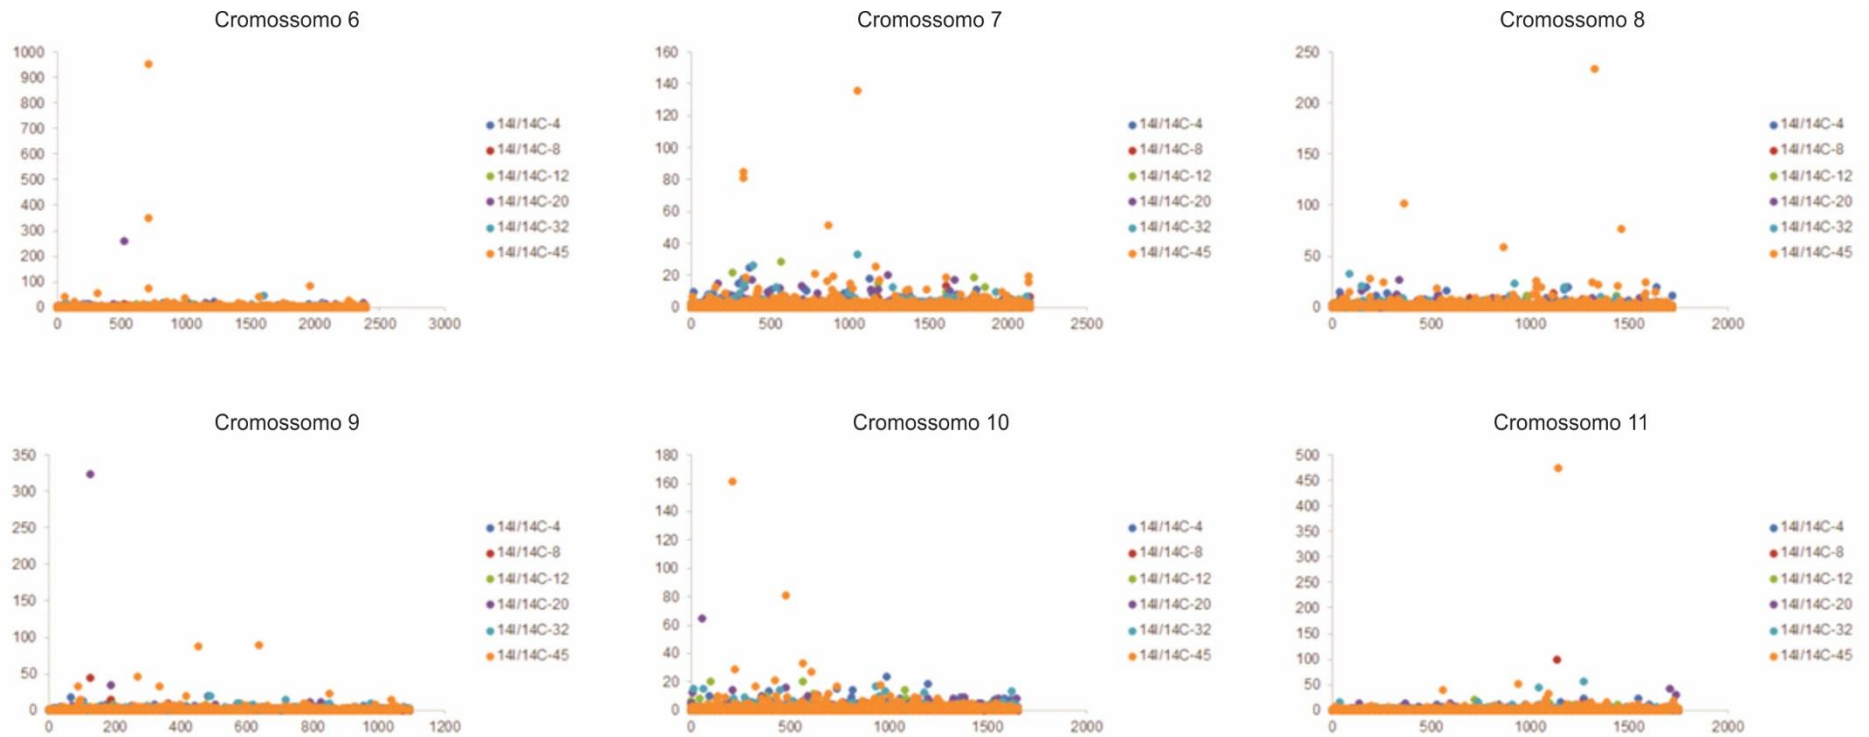 Cromossomo 6
1000
900
800
700
600
500
400
300
200
100
0
0 500 1000 1500 2000 2500 3000
14I/14C-4
14I/14C-8
14I/14C-12
14I/14C-20
14I/14C-32
14I/14C-45
Cromossomo 7
160
140
120
100
80
60
40
20
0
0 500 1000 1500 2000 2500
14I/14C-4
14I/14C-8
14I/14C-12
14I/14C-20
14I/14C-32
14I/14C-45
Cromossomo 8
250
200
150
100
50
0
0 500 1000 1500 2000
14I/14C-4
14I/14C-8
14I/14C-12
14I/14C-20
14I/14C-32
14I/14C-45
Cromossomo 9
350
300
250
200
150
100
50
0
0 200 400 600 800 1000 1200
14I/14C-4
14I/14C-8
14I/14C-12
14I/14C-20
14I/14C-32
14I/14C-45
Cromossomo 10
180
160
140
120
100
80
60
40
20
0
0 500 1000 1500 2000
14I/14C-4
14I/14C-8
14I/14C-12
14I/14C-20
14I/14C-32
14I/14C-45
Cromossomo 11
500
450
400
350
300
250
200
150
100
50
0
0 500 1000 1500 2000
14I/14C-4
14I/14C-8
14I/14C-12
14I/14C-20
14I/14C-32
14I/14C-45